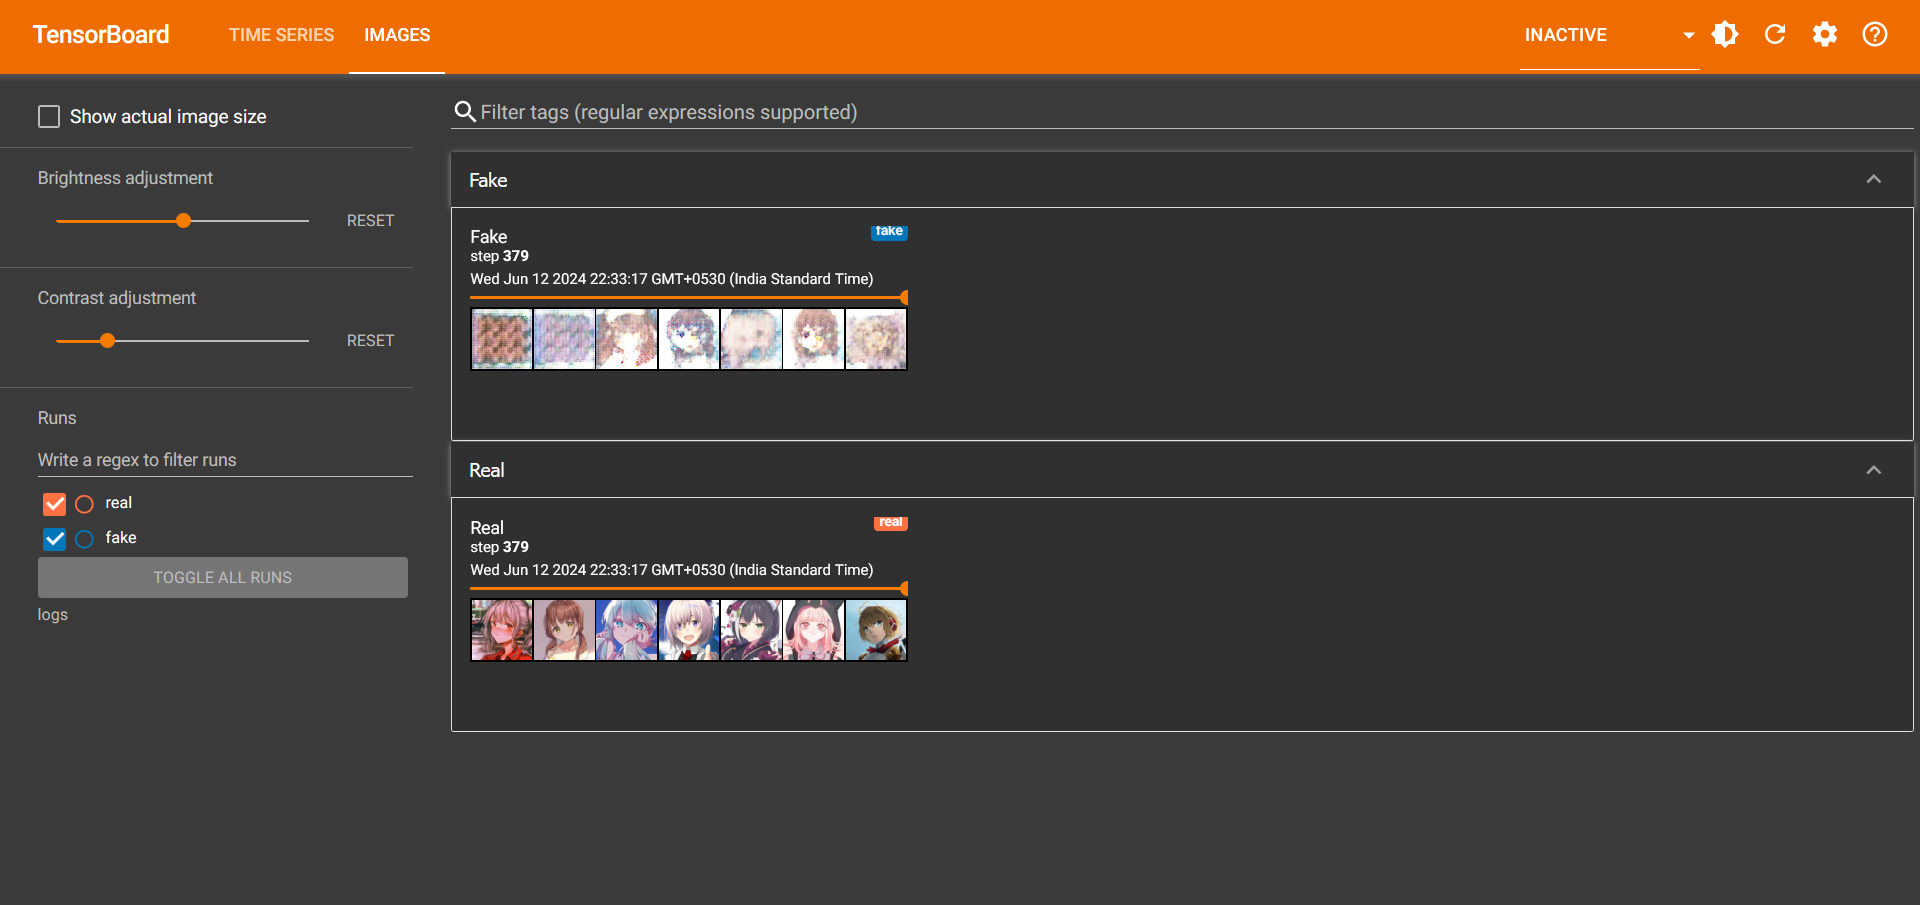 TensorBoard
TIME SERIES
IMAGES
INACTIVE
Show actual image size
Brightness adjustment
RESET
Contrast adjustment
RESET
Runs
Write a regex to filter runs
real
fake
TOGGLE ALL RUNS
logs
Filter tags (regular expressions supported)
Fake
Fake
fake
step 379
Wed Jun 12 2024 22:33:17 GMT+0530 (India Standard Time)
Real
Real
real
step 379
Wed Jun 12 2024 22:33:17 GMT+0530 (India Standard Time)